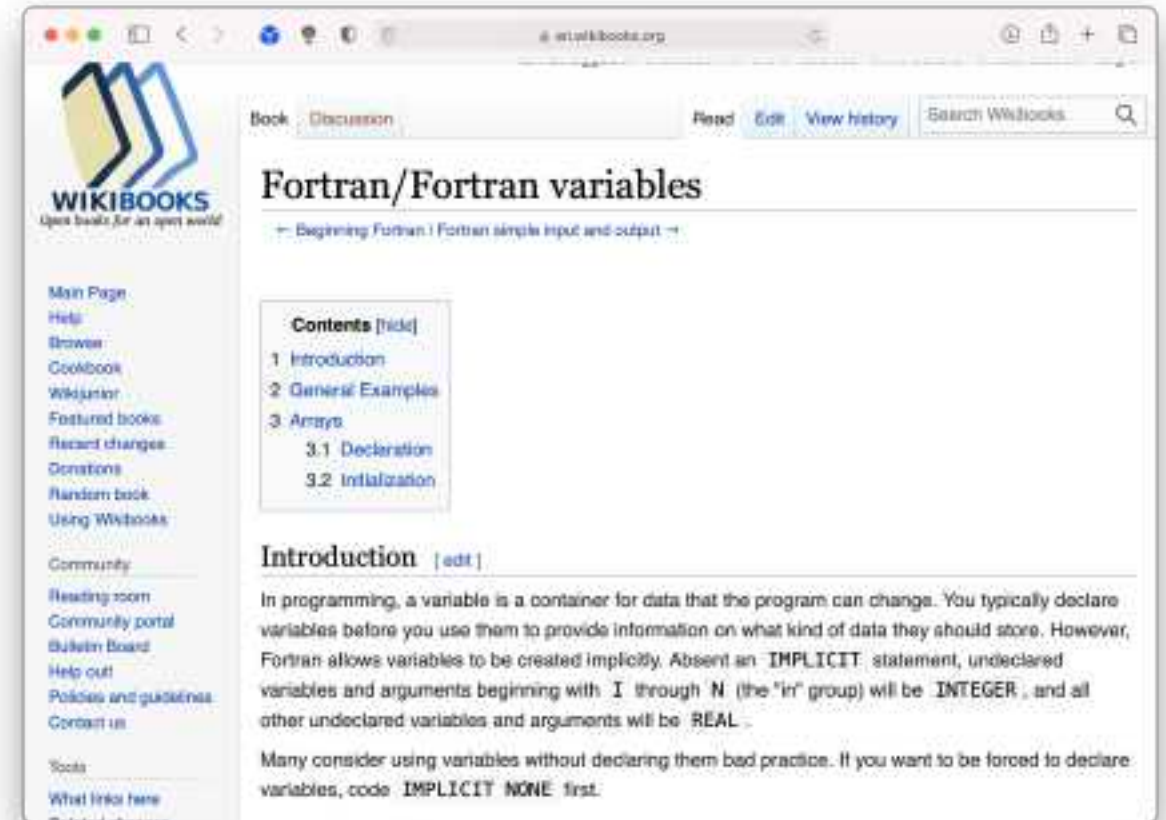 en.wikibooks.org
Book Discussion Read Edit View history Search Wikibooks
WIKIBOOKS
Open books for an open world
Fortran/Fortran variables
← Beginning Fortran | Fortran simple input and output →
Main Page
Help
Browse
Cookbook
Wikijunior
Featured books
Recent changes
Donations
Random book
Using Wikibooks
Community
Reading room
Community portal
Bulletin Board
Help out!
Policies and guidelines
Contact us
Tools
What links here
Contents [hide]
1 Introduction
2 General Examples
3 Arrays
3.1 Declaration
3.2 Initialization
Introduction [ edit ]
In programming, a variable is a container for data that the program can change. You typically declare
variables before you use them to provide information on what kind of data they should store. However,
Fortran allows variables to be created implicitly. Absent an IMPLICIT statement, undeclared
variables and arguments beginning with I through N (the "in" group) will be INTEGER , and all
other undeclared variables and arguments will be REAL .
Many consider using variables without declaring them bad practice. If you want to be forced to declare
variables, code IMPLICIT NONE first.